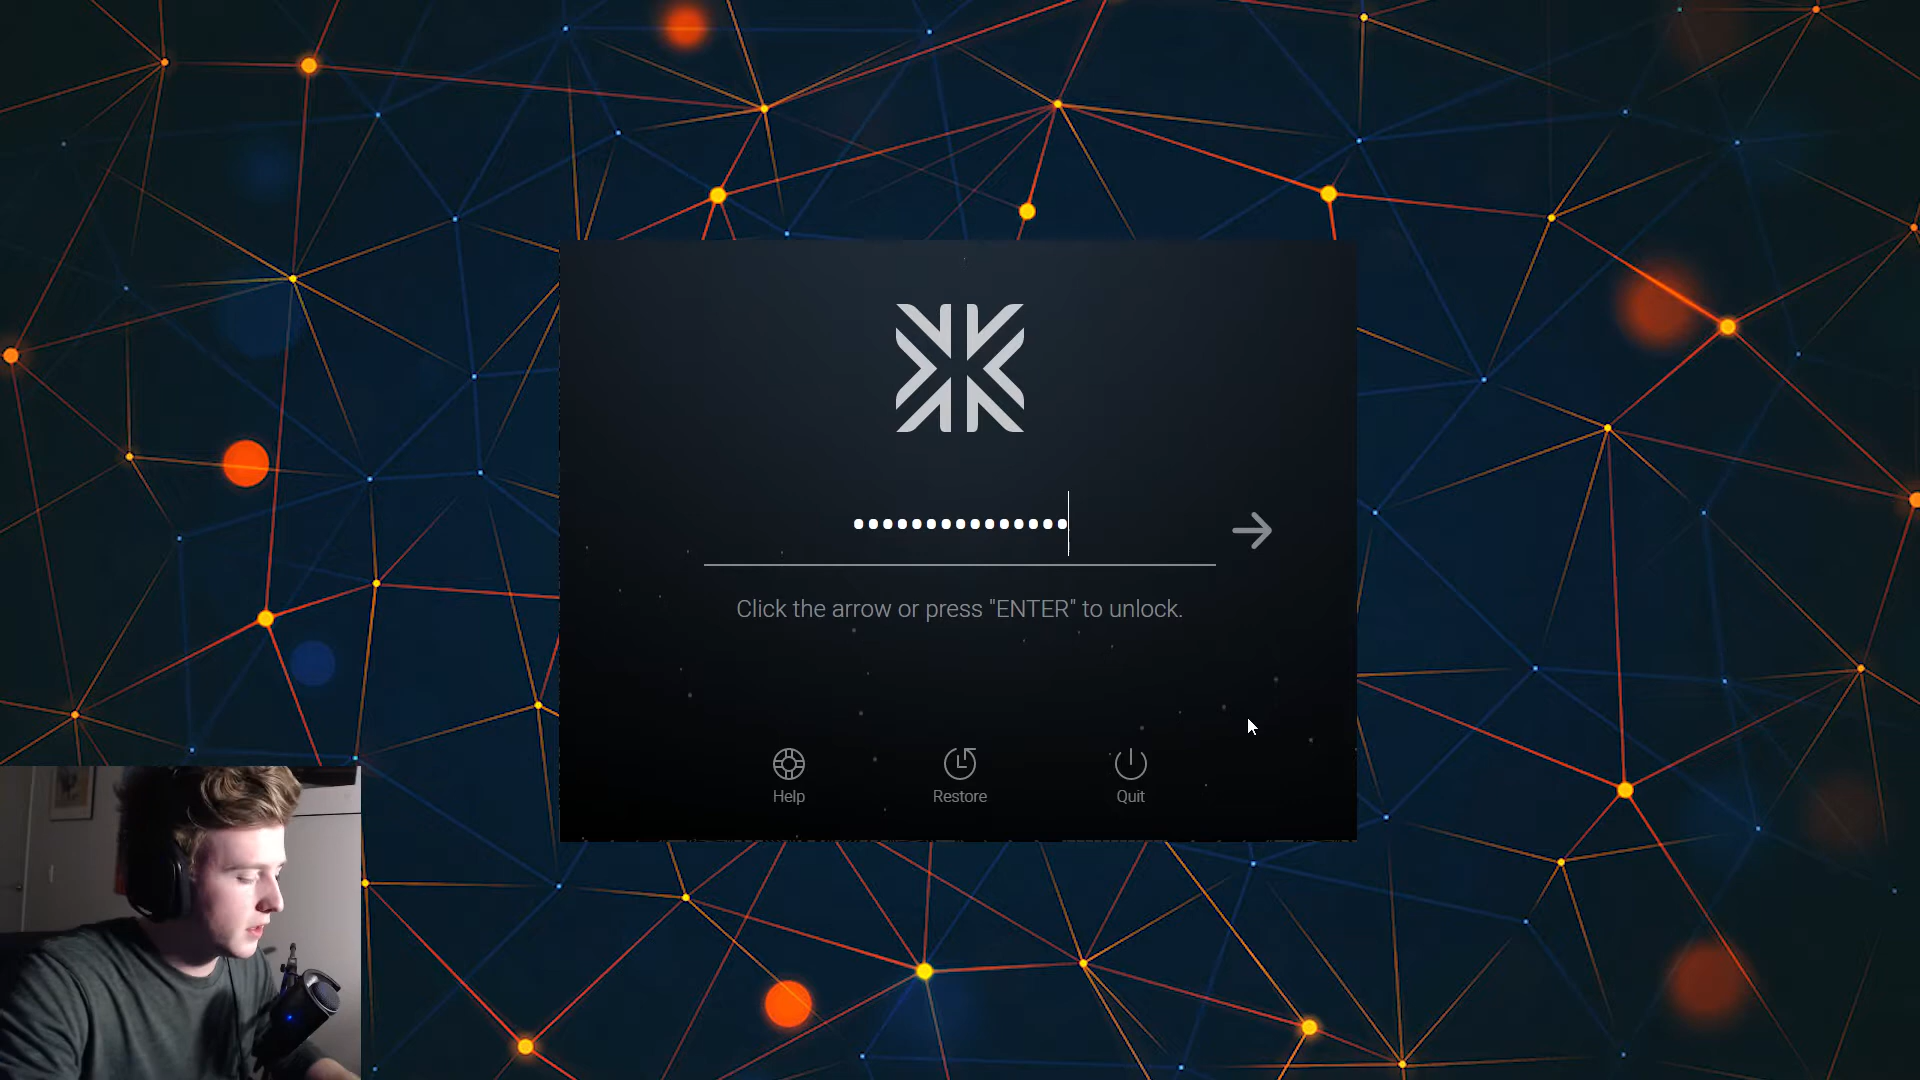 Click the arrow or press "ENTER" to unlock.
Help
Restore
Quit